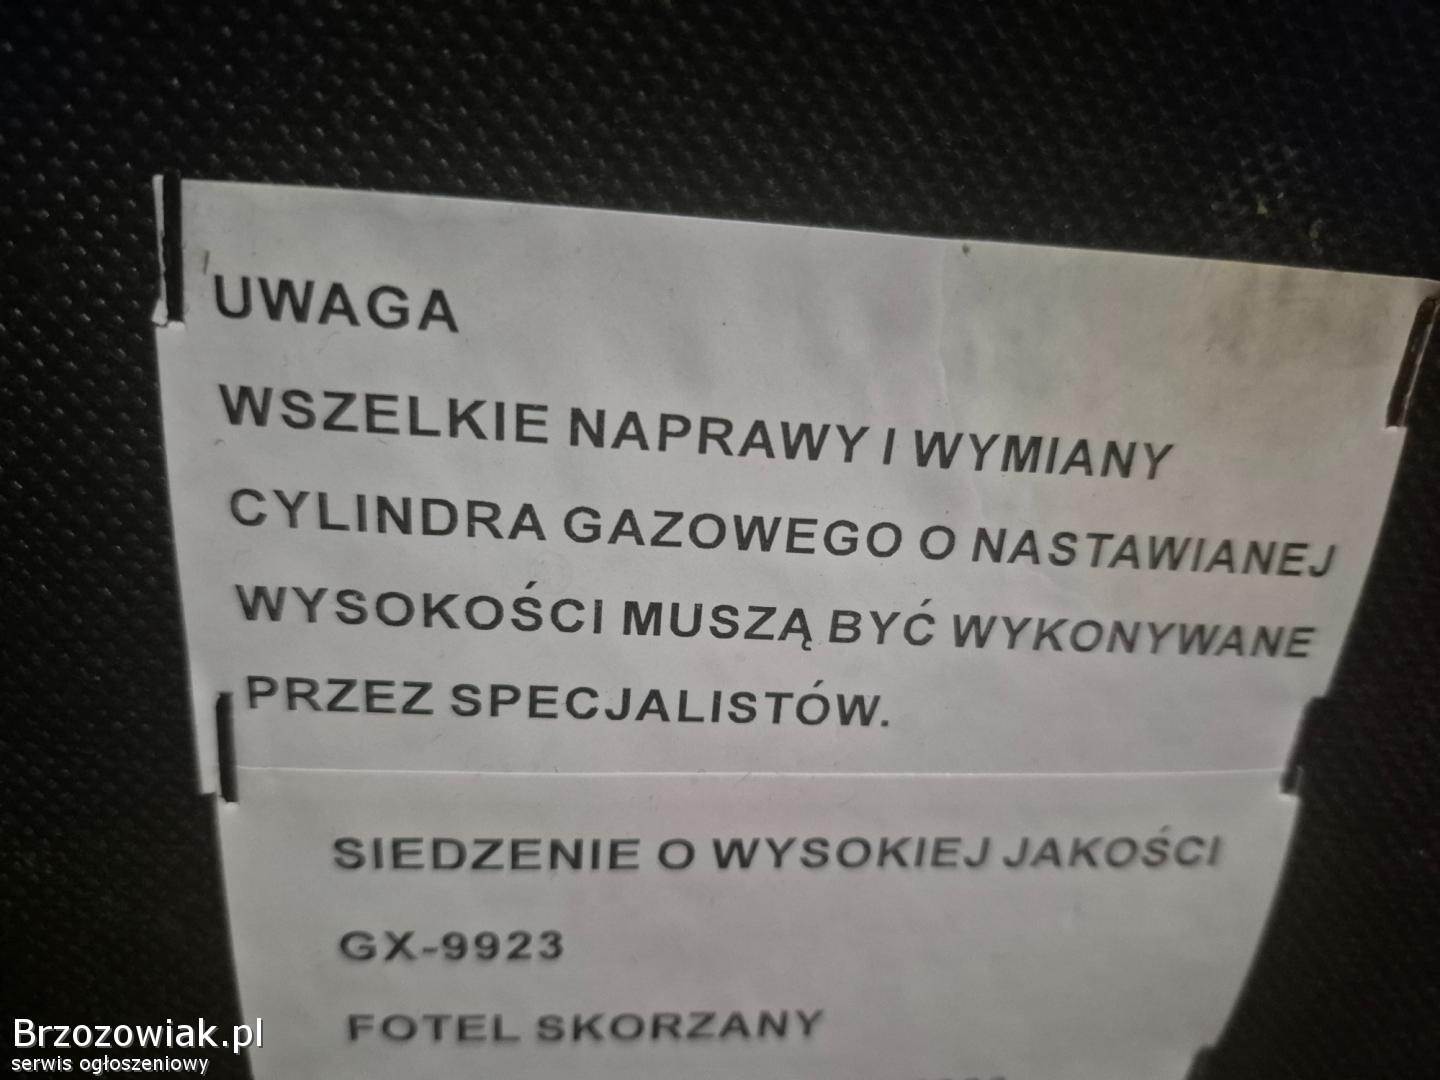 UWAGA
WSZELKIE NAPRAWY I WYMIANY
CYLINDRA GAZOWEGO O NASTAWIANEJ
WYSOKOŚCI MUSZĄ BYĆ WYKONYWANE
PRZEZ SPECJALISTÓW.
SIEDZENIE O WYSOKIEJ JAKOŚCI
GX-9923
FOTEL SKORZANY
Brzozowiak.pl
serwis ogłoszeniowy